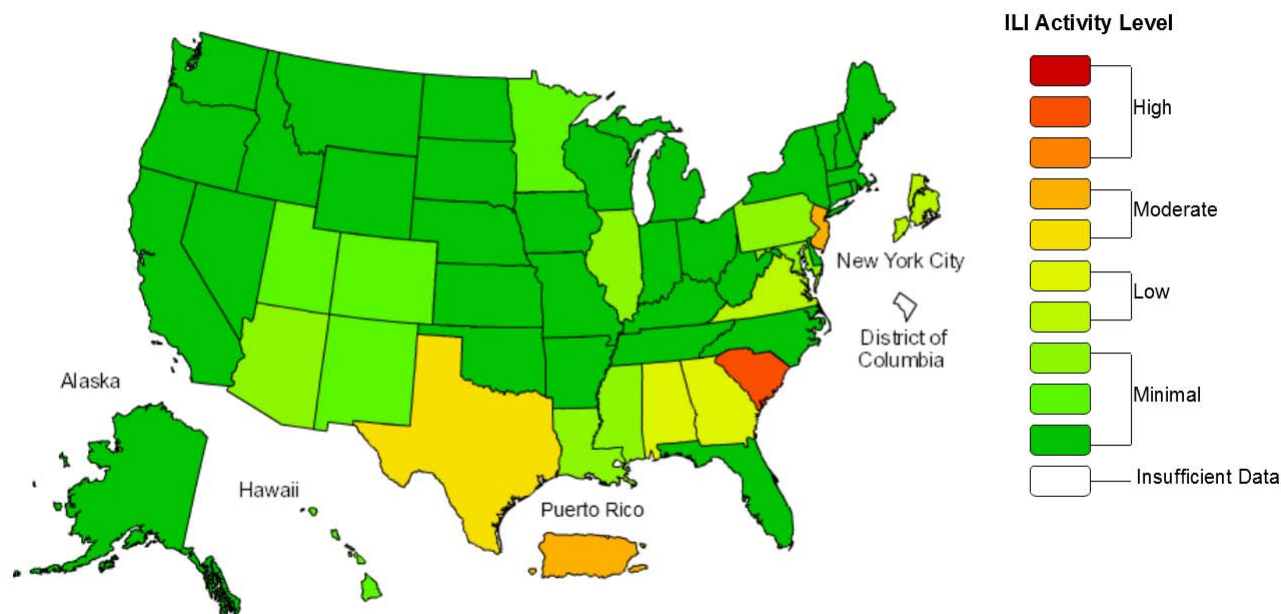 ILI Activity Level
High
Moderate
Low
Minimal
Insufficient Data
New York City
District of
Columbia
Alaska
Hawaii
Puerto Rico